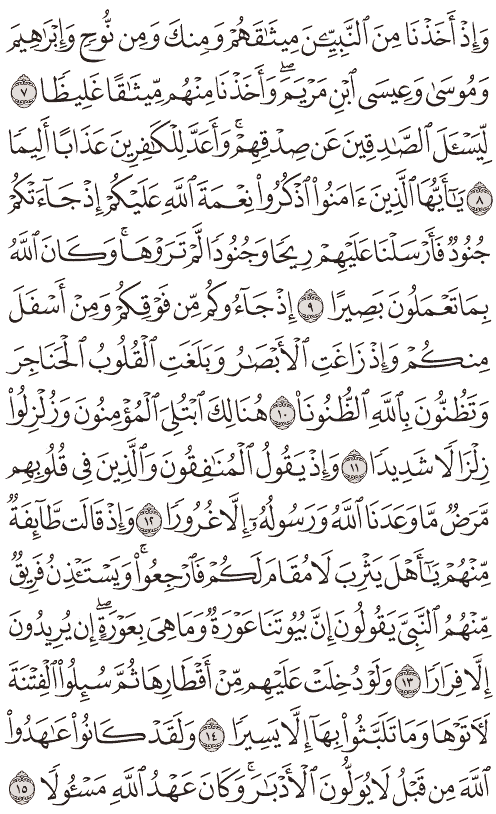 وَإِذْ أَخَذْنَا مِنَ ٱلنَّبِيِّـۧنَ مِيثَٰقَهُمْ وَمِنكَ وَمِن نُّوحٍ وَإِبْرَٰهِيمَ
وَمُوسَىٰ وَعِيسَى ٱبْنِ مَرْيَمَ ۖ وَأَخَذْنَا مِنْهُم مِّيثَٰقًا غَلِيظًا ٧
لِّيَسْـَٔلَ ٱلصَّٰدِقِينَ عَن صِدْقِهِمْ ۚ وَأَعَدَّ لِلْكَٰفِرِينَ عَذَابًا أَلِيمًا
٨ يَٰٓأَيُّهَا ٱلَّذِينَ ءَامَنُوا۟ ٱذْكُرُوا۟ نِعْمَةَ ٱللَّهِ عَلَيْكُمْ إِذْ جَآءَتْكُمْ
جُنُودٌ فَأَرْسَلْنَا عَلَيْهِمْ رِيحًا وَجُنُودًا لَّمْ تَرَوْهَا ۚ وَكَانَ ٱللَّهُ
بِمَا تَعْمَلُونَ بَصِيرًا ٩ إِذْ جَآءُوكُم مِّن فَوْقِكُمْ وَمِنْ أَسْفَلَ
مِنكُمْ وَإِذْ زَاغَتِ ٱلْأَبْصَٰرُ وَبَلَغَتِ ٱلْقُلُوبُ ٱلْحَنَاجِرَ
وَتَظُنُّونَ بِٱللَّهِ ٱلظُّنُونَا۠ ١٠ هُنَالِكَ ٱبْتُلِىَ ٱلْمُؤْمِنُونَ وَزُلْزِلُوا۟
زِلْزَالًا شَدِيدًا ١١ وَإِذْ يَقُولُ ٱلْمُنَٰفِقُونَ وَٱلَّذِينَ فِى قُلُوبِهِم
مَّرَضٌ مَّا وَعَدَنَا ٱللَّهُ وَرَسُولُهُۥٓ إِلَّا غُرُورًا ١٢ وَإِذْ قَالَت طَّآئِفَةٌ
مِّنْهُمْ يَٰٓأَهْلَ يَثْرِبَ لَا مُقَامَ لَكُمْ فَٱرْجِعُوا۟ ۚ وَيَسْتَـْٔذِنُ فَرِيقٌ
مِّنْهُمُ ٱلنَّبِىَّ يَقُولُونَ إِنَّ بُيُوتَنَا عَوْرَةٌ وَمَا هِىَ بِعَوْرَةٍ ۖ إِن يُرِيدُونَ
إِلَّا فِرَارًا ١٣ وَلَوْ دُخِلَتْ عَلَيْهِم مِّنْ أَقْطَارِهَا ثُمَّ سُئِلُوا۟ ٱلْفِتْنَةَ
لَـَٔاتَوْهَا وَمَا تَلَبَّثُوا۟ بِهَآ إِلَّا يَسِيرًا ١٤ وَلَقَدْ كَانُوا۟ عَٰهَدُوا۟
ٱللَّهَ مِن قَبْلُ لَا يُوَلُّونَ ٱلْأَدْبَٰرَ ۚ وَكَانَ عَهْدُ ٱللَّهِ مَسْـُٔولًا ١٥